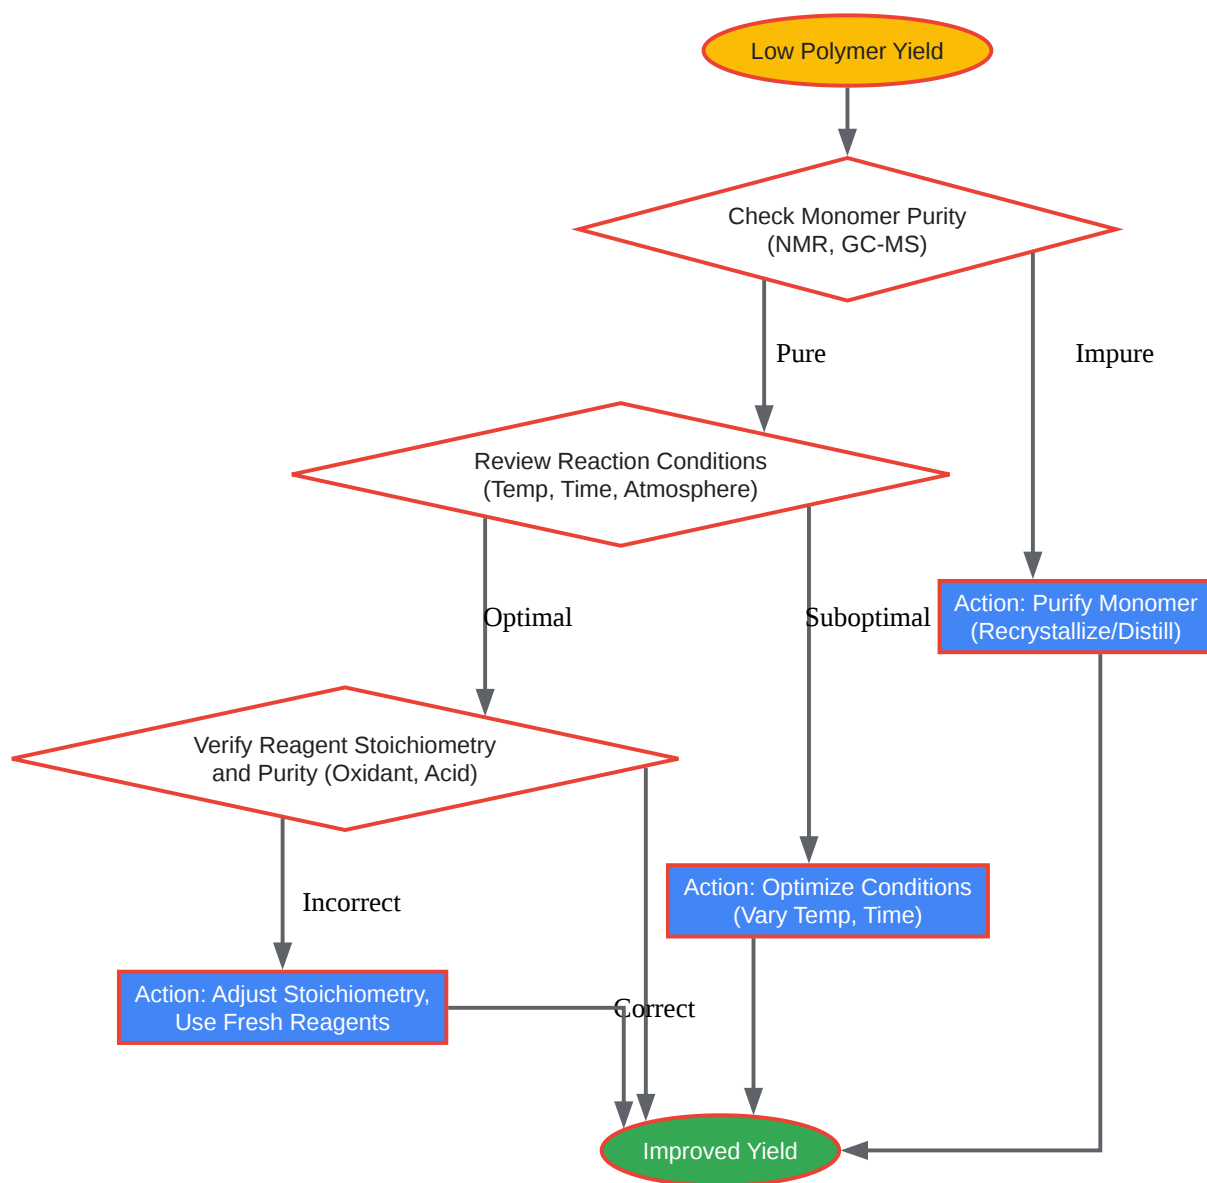 Low Polymer Yield
Check Monomer Purity
(NMR, GC-MS)
Pure
Impure
Review Reaction Conditions
(Temp, Time, Atmosphere)
Optimal
Suboptimal
Action: Purify Monomer
(Recrystallize/Distill)
Verify Reagent Stoichiometry
and Purity (Oxidant, Acid)
Incorrect
Action: Optimize Conditions
(Vary Temp, Time)
Action: Adjust Stoichiometry,
Use Fresh Reagents
Correct
Improved Yield